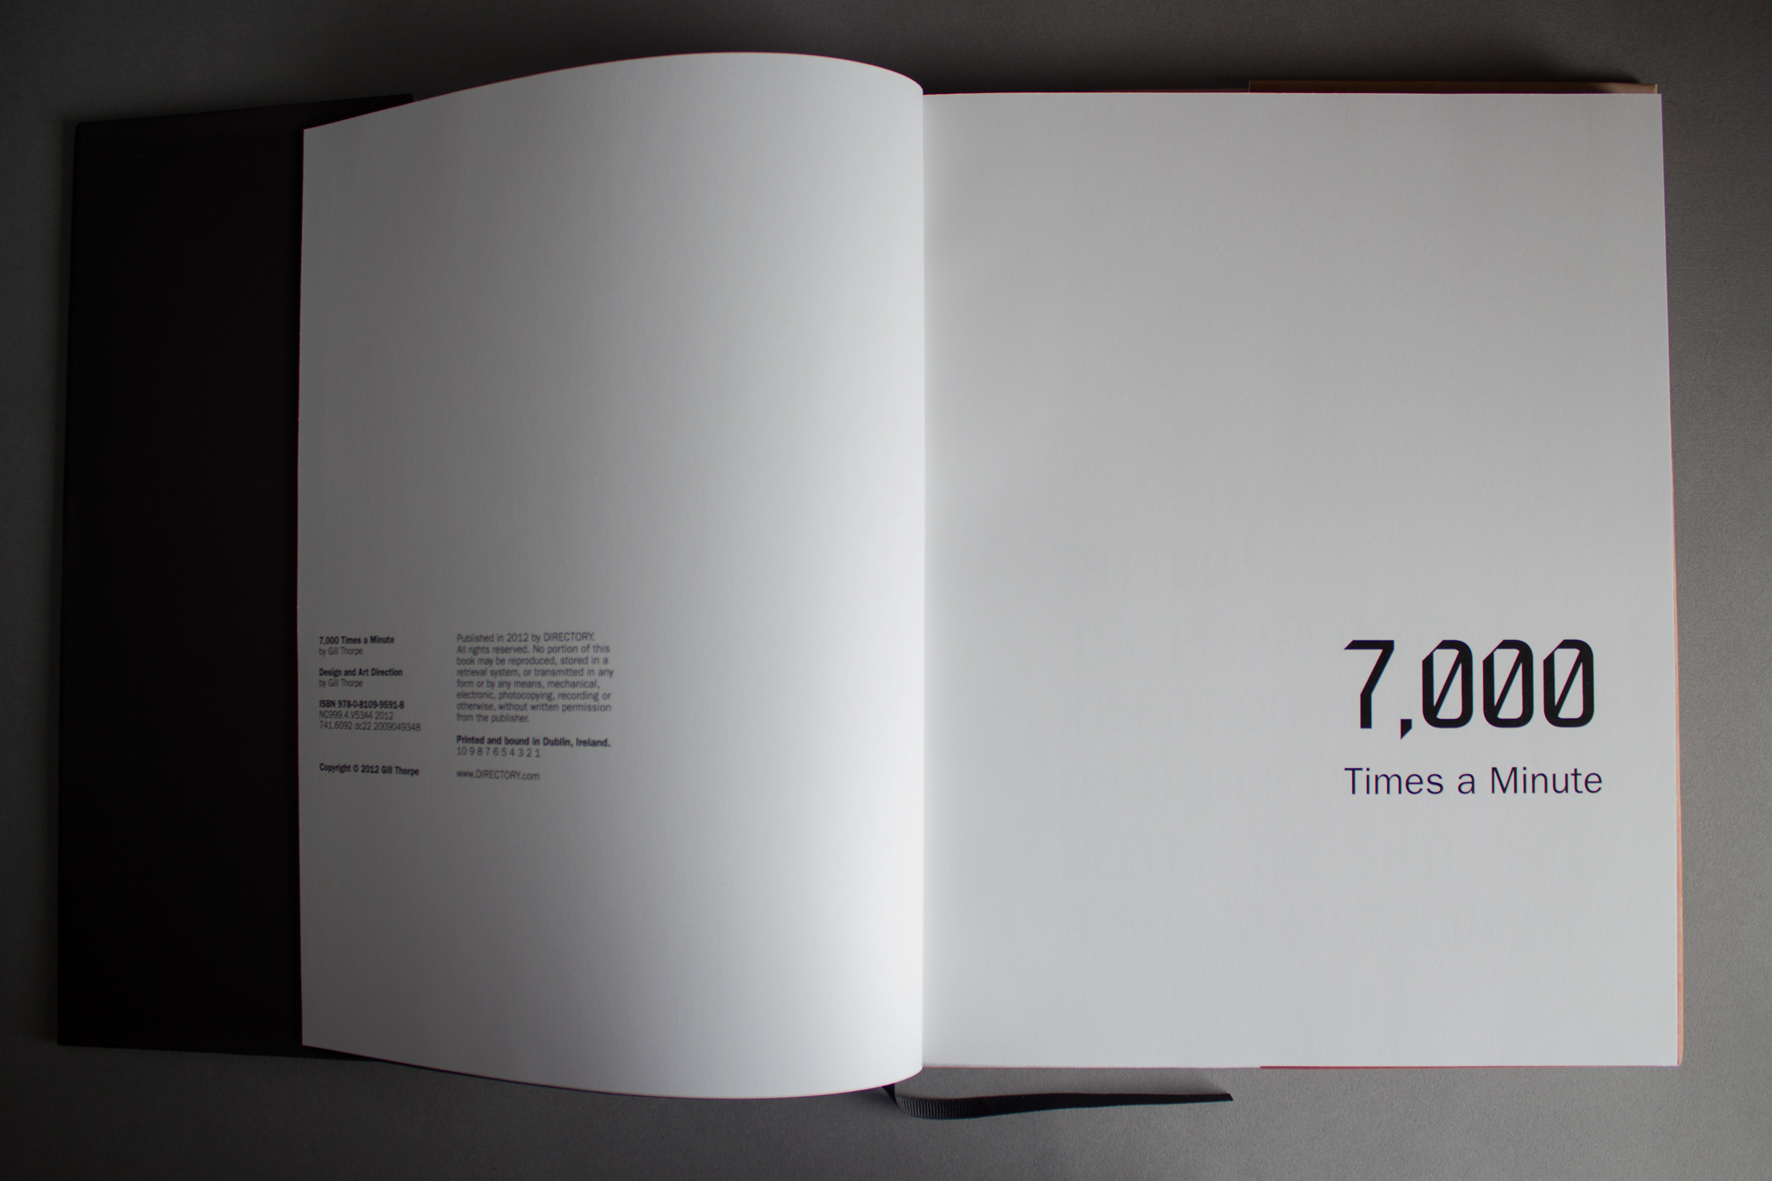 7,000 Times a Minute
by Gill Thorpe
Design and Art Direction
by Gill Thorpe
ISBN 978-0-8109-9591-8
NC999.4.V53A4 2012
741.6092 dc22 2009049348
Copyright © 2012 Gill Thorpe
Published in 2012 by DIRECTORY.
All rights reserved. No portion of this
book may be reproduced, stored in a
retrieval system, or transmitted in any
form or by any means, mechanical,
electronic, photocopying, recording or
otherwise, without written permission
from the publisher.
Printed and bound in Dublin, Ireland.
10 9 8 7 6 5 4 3 2 1
www.DIRECTORY.com
7,000
Times a Minute